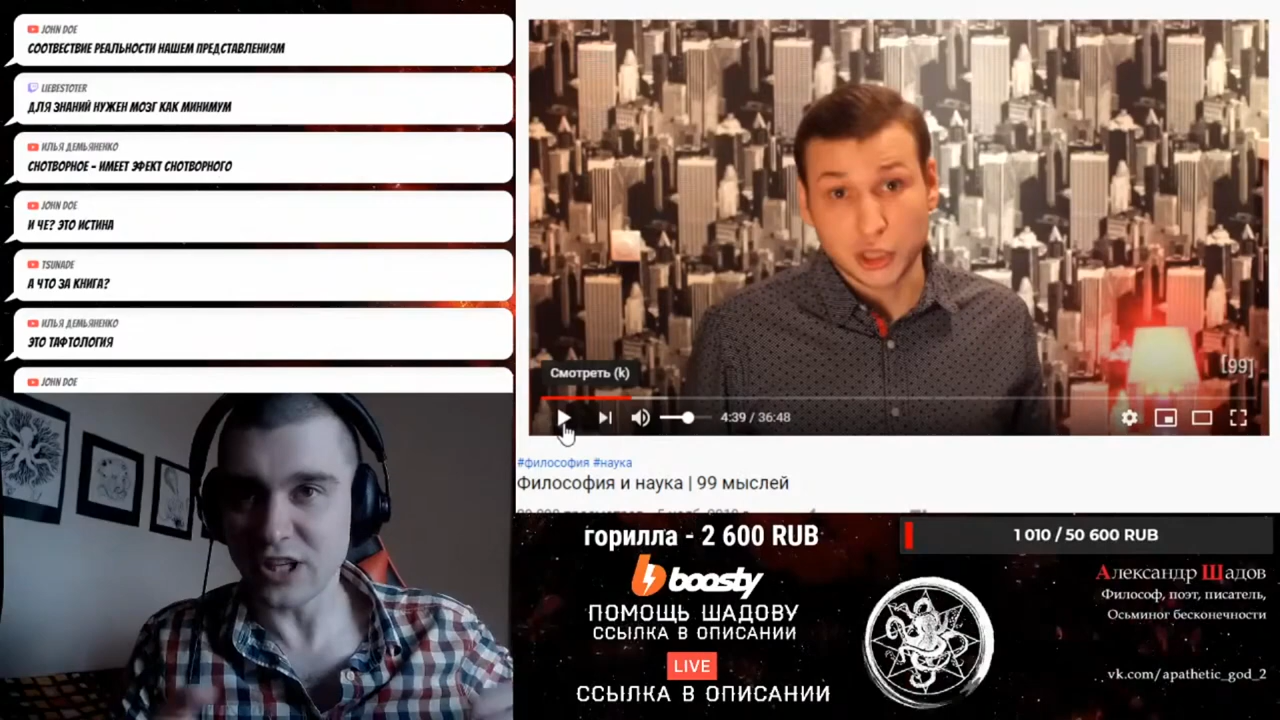 JOHN DOE
СООТВЕСТВИЕ РЕАЛЬНОСТИ НАШЕМ ПРЕДСТАВЛЕНИЯМ
LIEBESTOTER
ДЛЯ ЗНАНИЙ НУЖЕН МОЗГ КАК МИНИМУМ
ИЛЬЯ ДЕМЬЯНЕНКО
СНОТВОРНОЕ - ИМЕЕТ ЭФЕКТ СНОТВОРНОГО
JOHN DOE
И ЧЕ? ЭТО ИСТИНА
TSUNADE
А ЧТО ЗА КНИГА?
ИЛЬЯ ДЕМЬЯНЕНКО
ЭТО ТАФТОЛОГИЯ
JOHN DOE
[99]
Смотреть (k)
4:39 / 36:48
#философия #наука
Философия и наука | 99 мыслей
горилла - 2 600 RUB
boosty
ПОМОЩЬ ШАДОВУ
ССЫЛКА В ОПИСАНИИ
LIVE
ССЫЛКА В ОПИСАНИИ
1 010 / 50 600 RUB
Александр Шадов
Философ, поэт, писатель,
Осьминог бесконечности
vk.com/apathetic_god_2